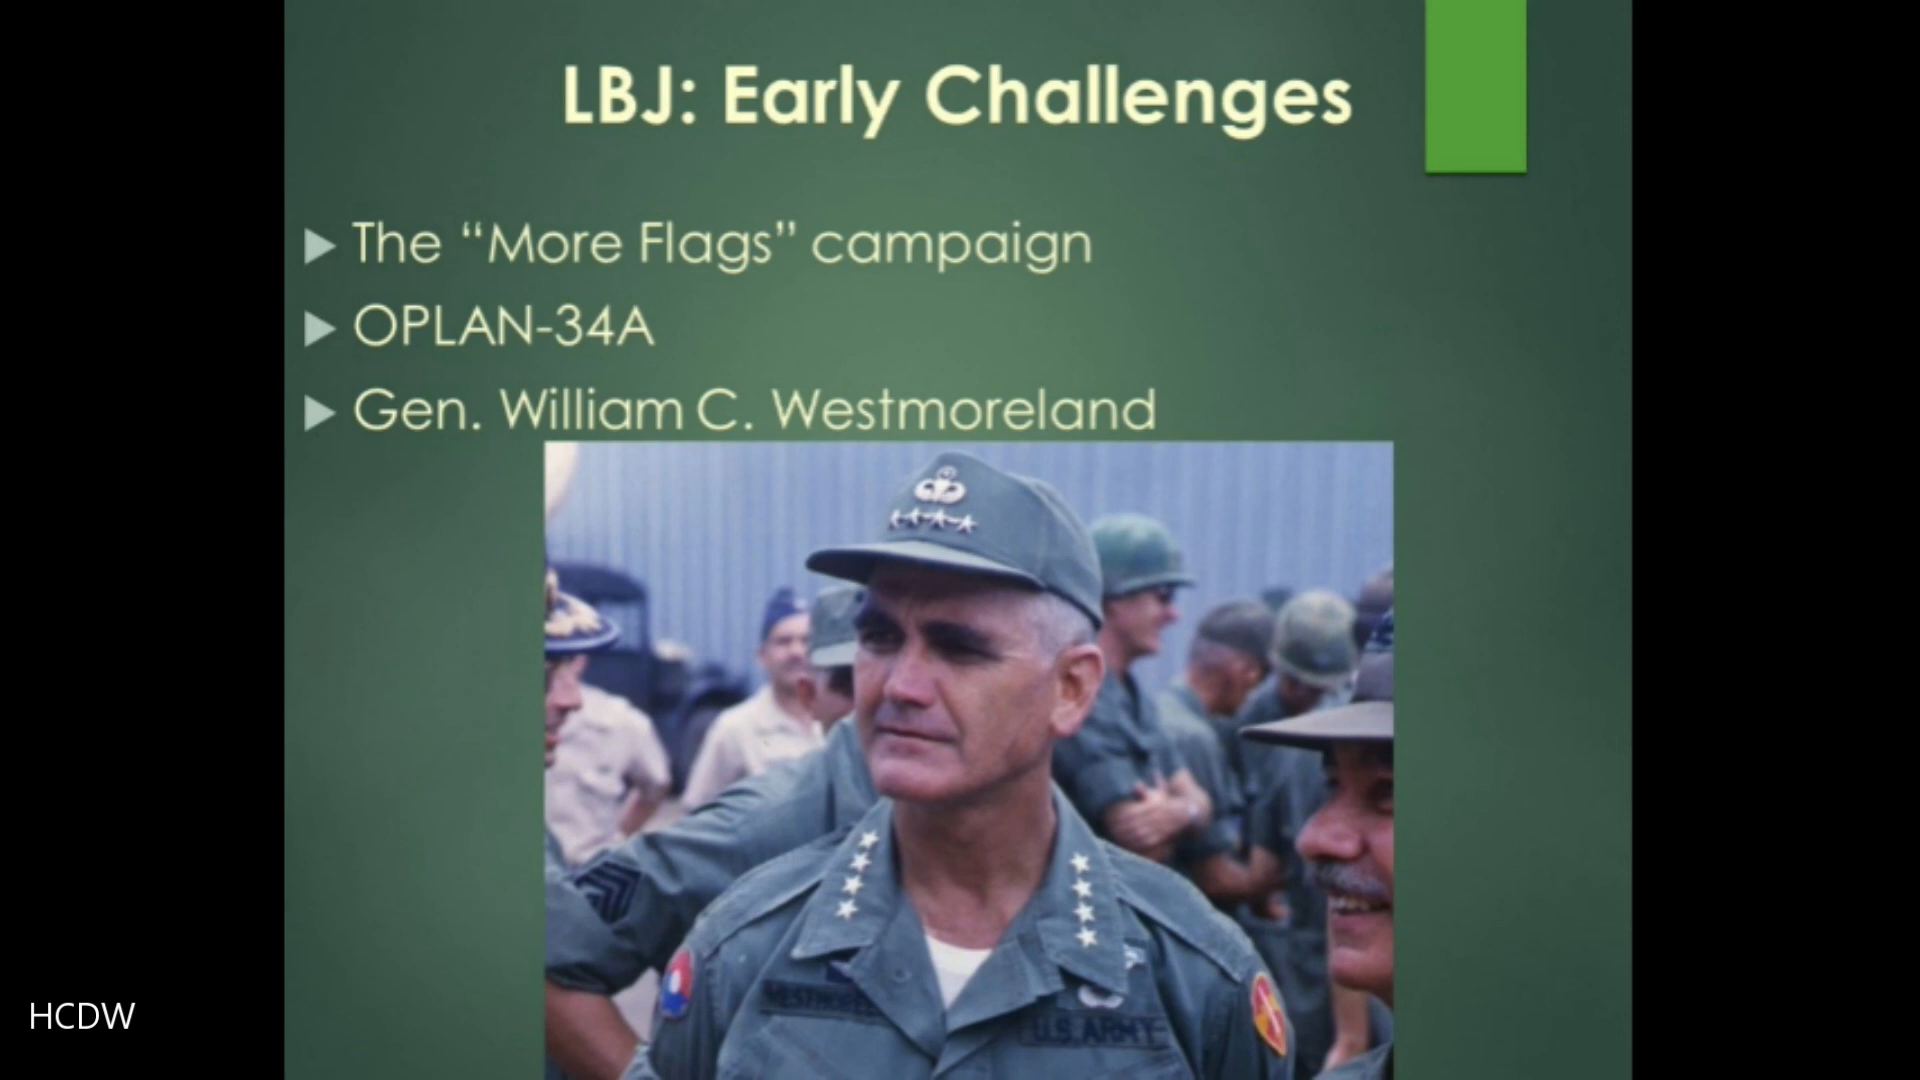 LBJ: Early Challenges
The “More Flags” campaign
OPLAN-34A
Gen. William C. Westmoreland
U.S. ARMY
HCDW